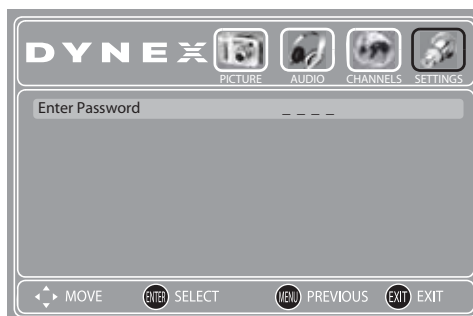 DYNEX
PICTURE AUDIO CHANNELS SETTINGS
Enter Password _ _ _ _
MOVE ENTER SELECT MENU PREVIOUS EXIT EXIT